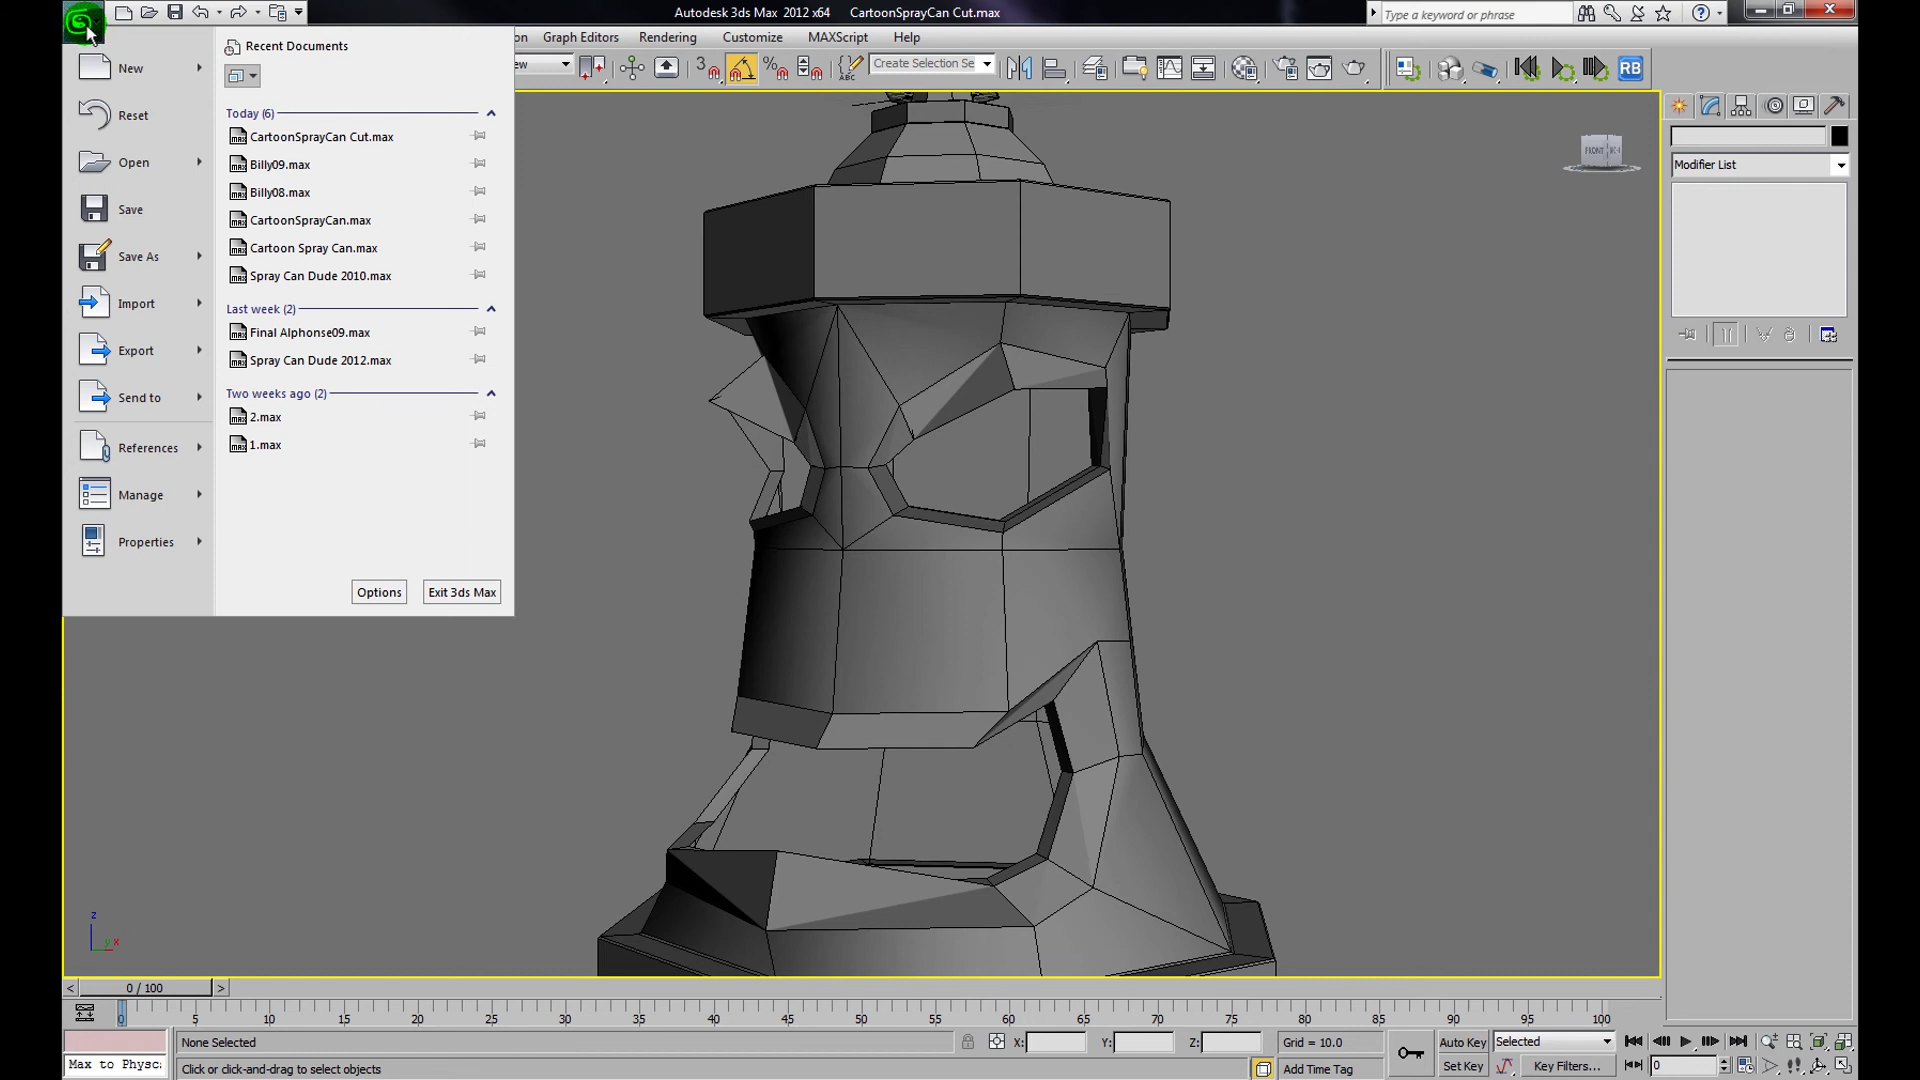 Autodesk 3ds Max 2012 x64 CartoonSprayCan Cut.max
Type a keyword or phrase
Graph Editors Rendering Customize MAXScript Help
Create Selection Se
RB
New
Reset
Open
Save
Save As
Import
Export
Send to
References
Manage
Properties
Recent Documents
Today (6)
CartoonSprayCan Cut.max
Billy09.max
Billy08.max
CartoonSprayCan.max
Cartoon Spray Can.max
Spray Can Dude 2010.max
Last week (2)
Final Alphonse09.max
Spray Can Dude 2012.max
Two weeks ago (2)
2.max
1.max
Options Exit 3ds Max
FRONT
Modifier List
z
y x
< 0 / 100 >
0 5 10 15 20 25 30 35 40 45 50 55 60 65 70 75 80 85 90 95 100
None Selected X: Y: Z: Grid = 10.0 Auto Key Selected
Max to Physc: Click or click-and-drag to select objects Add Time Tag Set Key Key Filters... 0